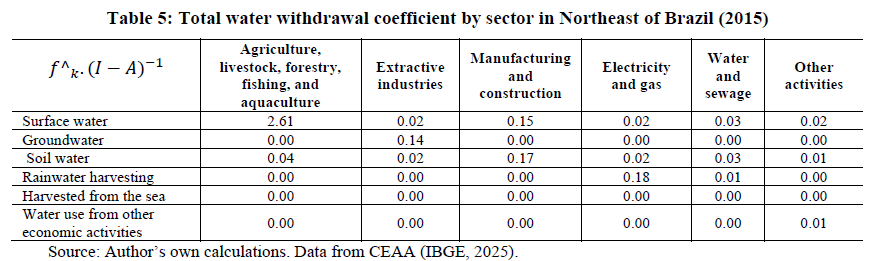 Table 5: Total water withdrawal coefficient by sector in Northeast of Brazil (2015)
f^k. (I − A)−1 | Agriculture, livestock, forestry, fishing, and aquaculture | Extractive industries | Manufacturing and construction | Electricity and gas | Water and sewage | Other activities
Surface water | 2.61 | 0.02 | 0.15 | 0.02 | 0.03 | 0.02
Groundwater | 0.00 | 0.14 | 0.00 | 0.00 | 0.00 | 0.00
Soil water | 0.04 | 0.02 | 0.17 | 0.02 | 0.03 | 0.01
Rainwater harvesting | 0.00 | 0.00 | 0.00 | 0.18 | 0.01 | 0.00
Harvested from the sea | 0.00 | 0.00 | 0.00 | 0.00 | 0.00 | 0.00
Water use from other economic activities | 0.00 | 0.00 | 0.00 | 0.00 | 0.00 | 0.01
Source: Author's own calculations. Data from CEAA (IBGE, 2025).